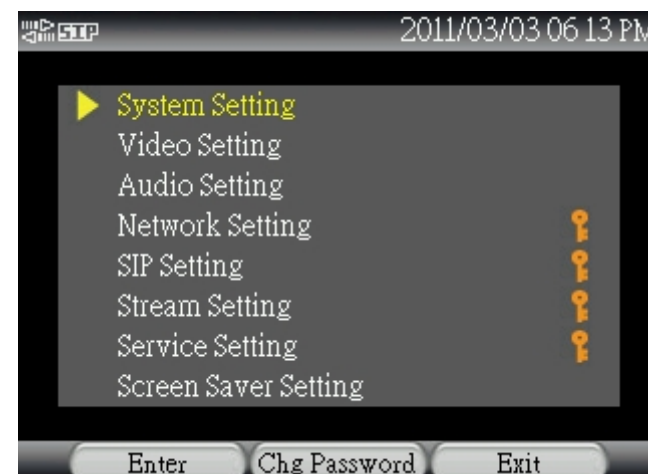 SIP 2011/03/03 06 13 PM
System Setting
Video Setting
Audio Setting
Network Setting
SIP Setting
Stream Setting
Service Setting
Screen Saver Setting
Enter Chg Password Exit